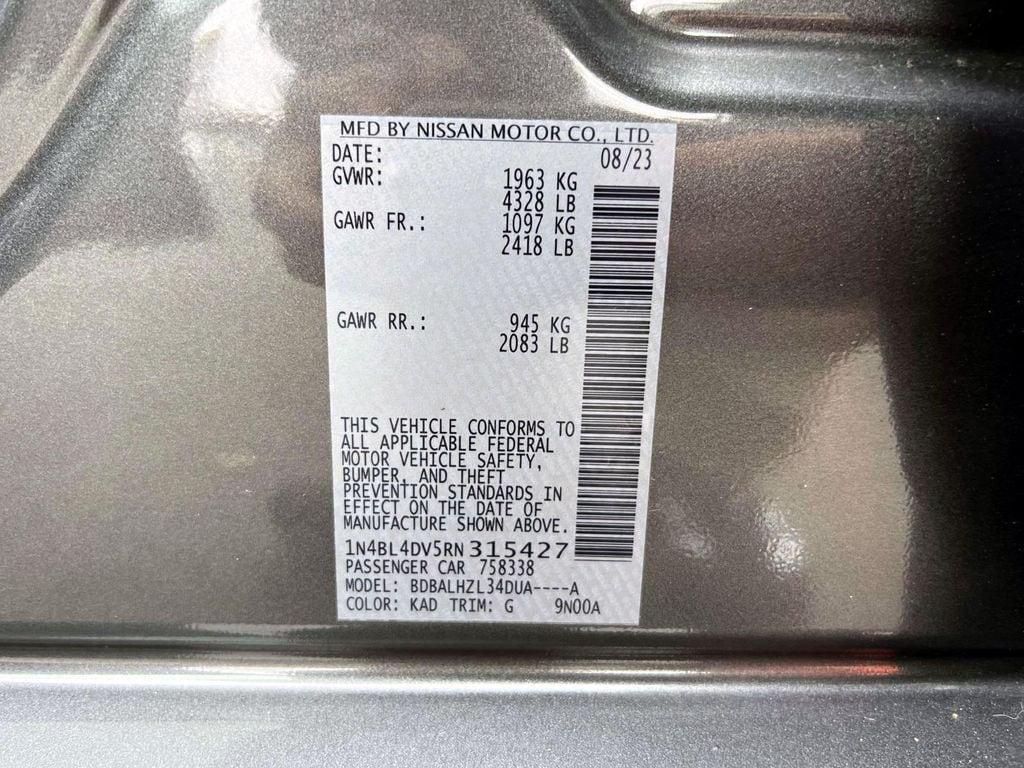 MFD BY NISSAN MOTOR CO., LTD.
DATE: 08/23
GVWR: 1963 KG
4328 LB
GAWR FR.: 1097 KG
2418 LB
GAWR RR.: 945 KG
2083 LB
THIS VEHICLE CONFORMS TO
ALL APPLICABLE FEDERAL
MOTOR VEHICLE SAFETY,
BUMPER, AND THEFT
PREVENTION STANDARDS IN
EFFECT ON THE DATE OF
MANUFACTURE SHOWN ABOVE.
1N4BL4DV5RN315427
PASSENGER CAR 758338
MODEL: BDBALHZL34DUA----A
COLOR: KAD TRIM: G 9N00A